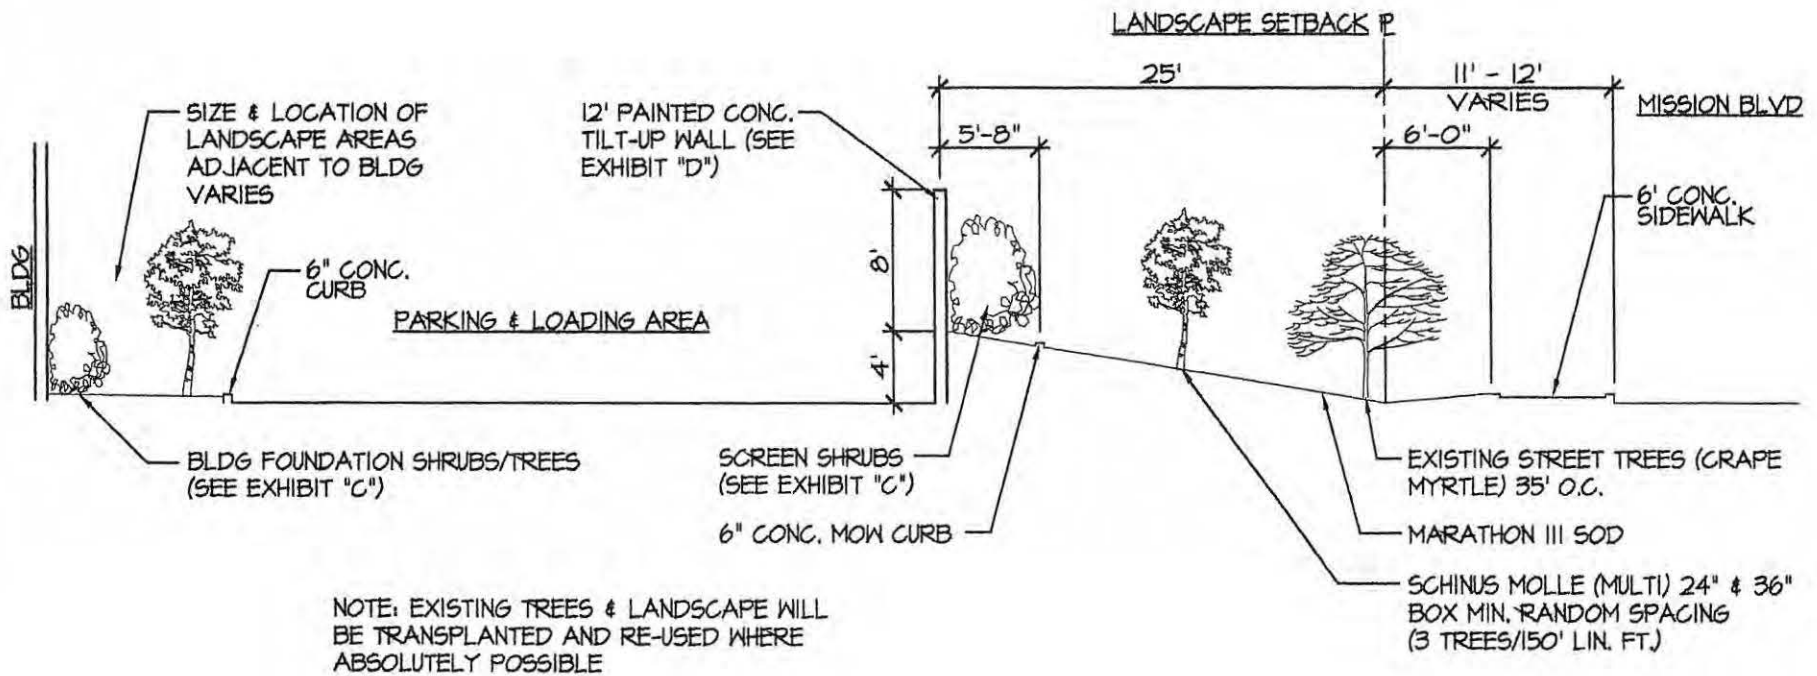 LANDSCAPE SETBACK PL
25'
11' - 12'
VARIES
MISSION BLVD
SIZE & LOCATION OF
LANDSCAPE AREAS
ADJACENT TO BLDG
VARIES
12' PAINTED CONC.
TILT-UP WALL (SEE
EXHIBIT "D")
5'-8"
6'-0"
6' CONC.
SIDEWALK
BLDG
6" CONC.
CURB
PARKING & LOADING AREA
8'
4'
BLDG FOUNDATION SHRUBS/TREES
(SEE EXHIBIT "C")
SCREEN SHRUBS
(SEE EXHIBIT "C")
6" CONC. MOW CURB
EXISTING STREET TREES (CRAPE
MYRTLE) 35' O.C.
MARATHON III SOD
SCHINUS MOLLE (MULTI) 24" & 36"
BOX MIN. RANDOM SPACING
(3 TREES/150' LIN. FT.)
NOTE: EXISTING TREES & LANDSCAPE WILL
BE TRANSPLANTED AND RE-USED WHERE
ABSOLUTELY POSSIBLE